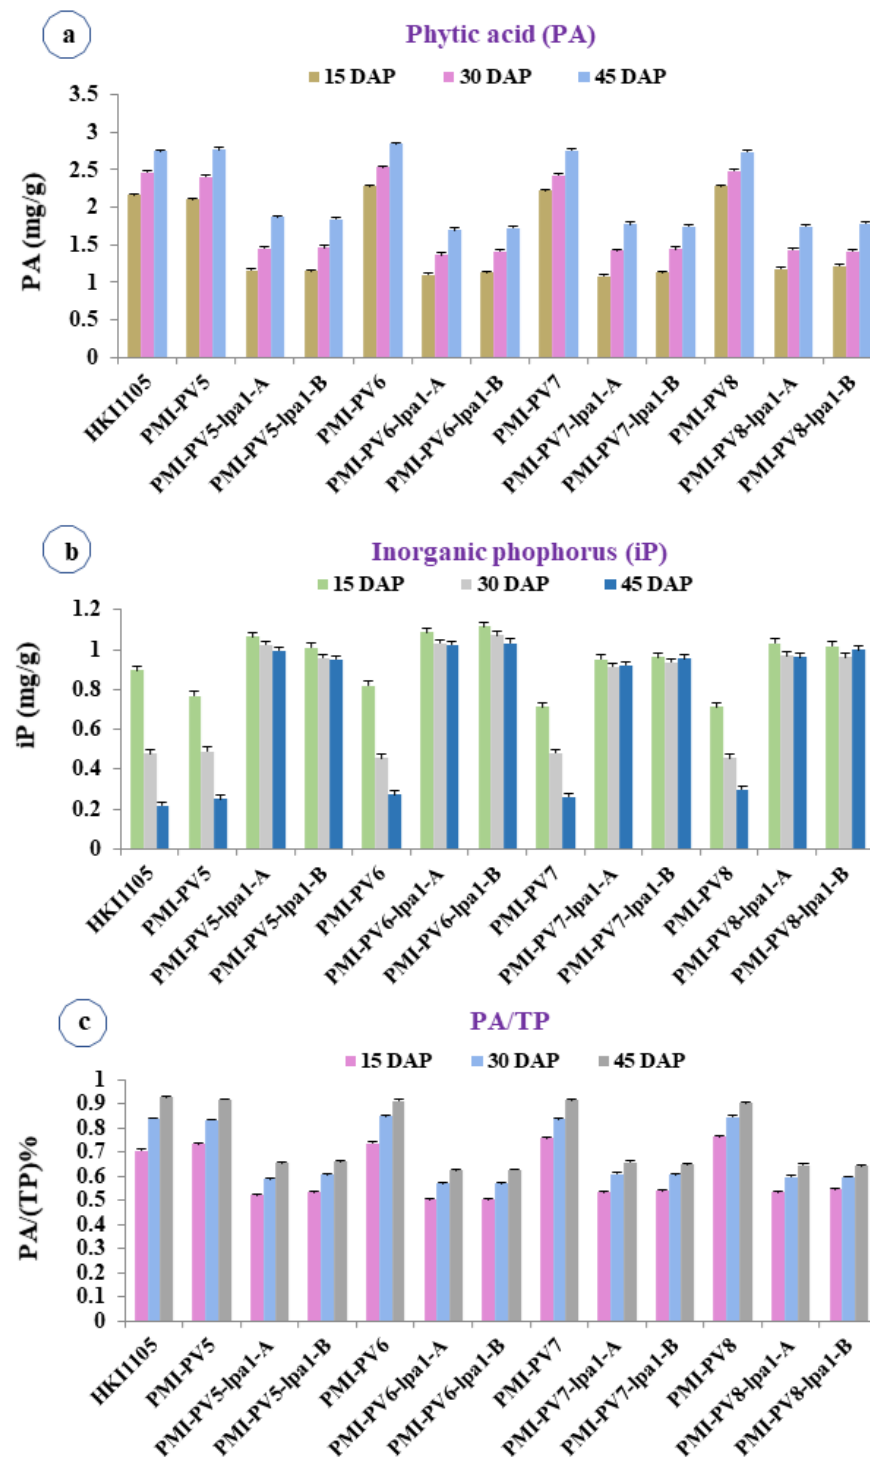 a
Phytic acid (PA)
15 DAP 30 DAP 45 DAP
PA (mg/g)
3.5
3
2.5
2
1.5
1
0.5
0
HKI1105
PMI-PV5
PMI-PV5-lpa1-A
PMI-PV5-lpa1-B
PMI-PV6
PMI-PV6-lpa1-A
PMI-PV6-lpa1-B
PMI-PV7
PMI-PV7-lpa1-A
PMI-PV7-lpa1-B
PMI-PV8
PMI-PV8-lpa1-A
PMI-PV8-lpa1-B
b
Inorganic phophorus (iP)
15 DAP 30 DAP 45 DAP
iP (mg/g)
1.2
1
0.8
0.6
0.4
0.2
0
HKI1105
PMI-PV5
PMI-PV5-lpa1-A
PMI-PV5-lpa1-B
PMI-PV6
PMI-PV6-lpa1-A
PMI-PV6-lpa1-B
PMI-PV7
PMI-PV7-lpa1-A
PMI-PV7-lpa1-B
PMI-PV8
PMI-PV8-lpa1-A
PMI-PV8-lpa1-B
c
PA/TP
15 DAP 30 DAP 45 DAP
PA/(TP)%
1
0.9
0.8
0.7
0.6
0.5
0.4
0.3
0.2
0.1
0
HKI1105
PMI-PV5
PMI-PV5-lpa1-A
PMI-PV5-lpa1-B
PMI-PV6
PMI-PV6-lpa1-A
PMI-PV6-lpa1-B
PMI-PV7
PMI-PV7-lpa1-A
PMI-PV7-lpa1-B
PMI-PV8
PMI-PV8-lpa1-A
PMI-PV8-lpa1-B